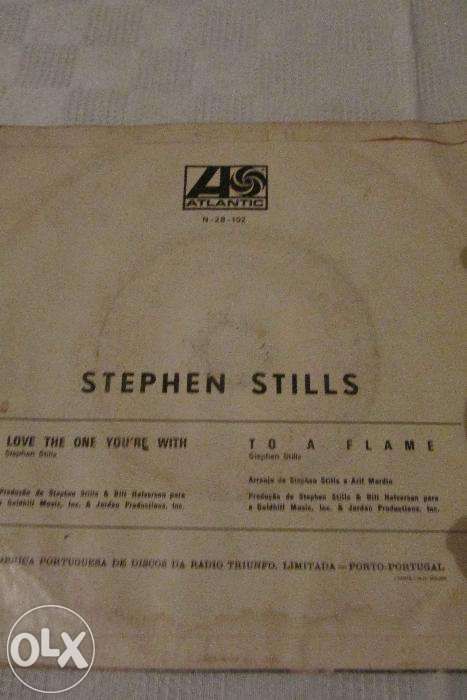 ATLANTIC
N-28-102
STEPHEN STILLS
LOVE THE ONE YOU'RE WITH
Stephen Stills
Produção de Stephen Stills & Bill Halverson para
a Goldhill Music, Inc. & Jordan Productions, Inc.
TO A FLAME
Stephen Stills
Arranjo de Stephen Stills e Arif Mardin
Produção de Stephen Stills & Bill Halverson para
a Goldhill Music, Inc. & Jordan Productions, Inc.
PORTUGUESA DE DISCOS DA RÁDIO TRIUNFO, LIMITADA — PORTO-PORTUGAL
OLX